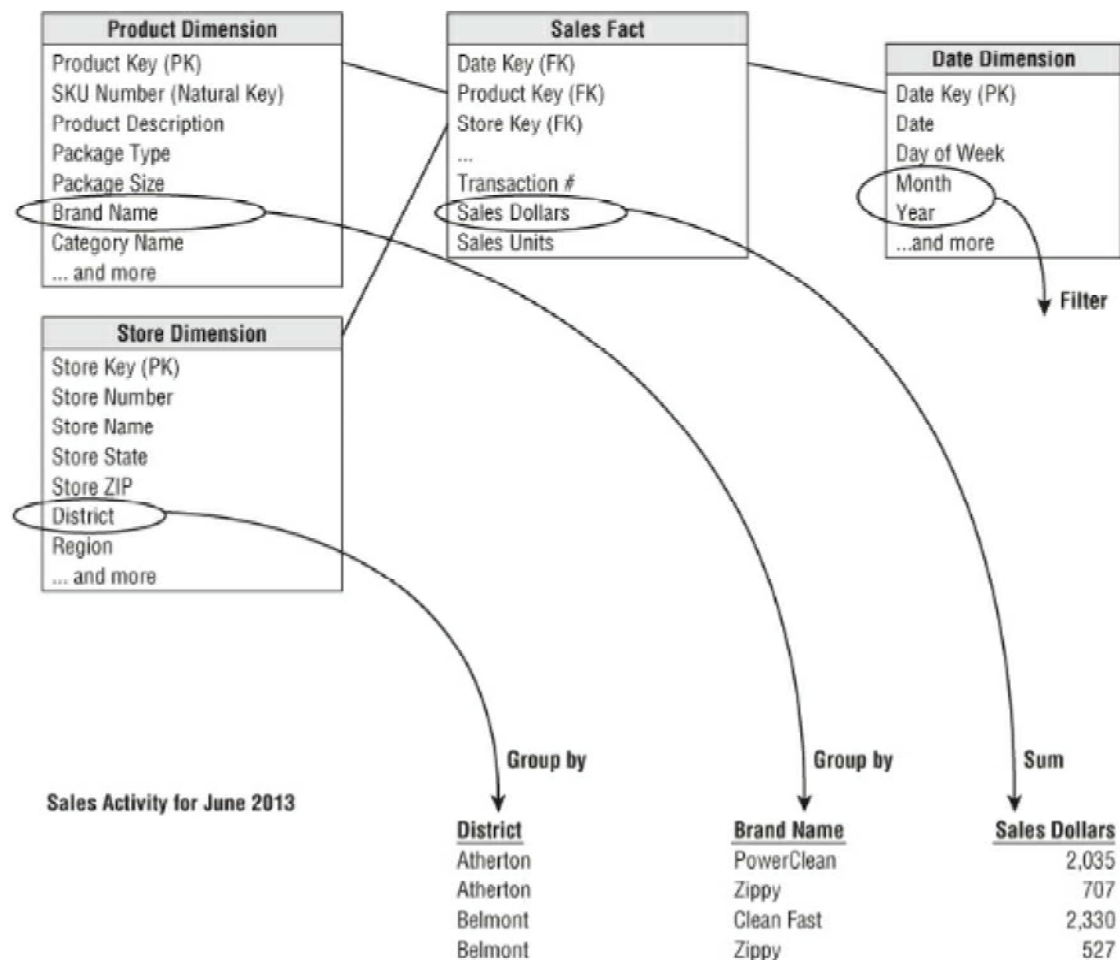 Product Dimension
Product Key (PK)
SKU Number (Natural Key)
Product Description
Package Type
Package Size
Brand Name
Category Name
... and more
Sales Fact
Date Key (FK)
Product Key (FK)
Store Key (FK)
...
Transaction #
Sales Dollars
Sales Units
Date Dimension
Date Key (PK)
Date
Day of Week
Month
Year
...and more
Filter
Store Dimension
Store Key (PK)
Store Number
Store Name
Store State
Store ZIP
District
Region
... and more
Group by
Group by
Sum
Sales Activity for June 2013
District Brand Name Sales Dollars
Atherton PowerClean 2,035
Atherton Zippy 707
Belmont Clean Fast 2,330
Belmont Zippy 527